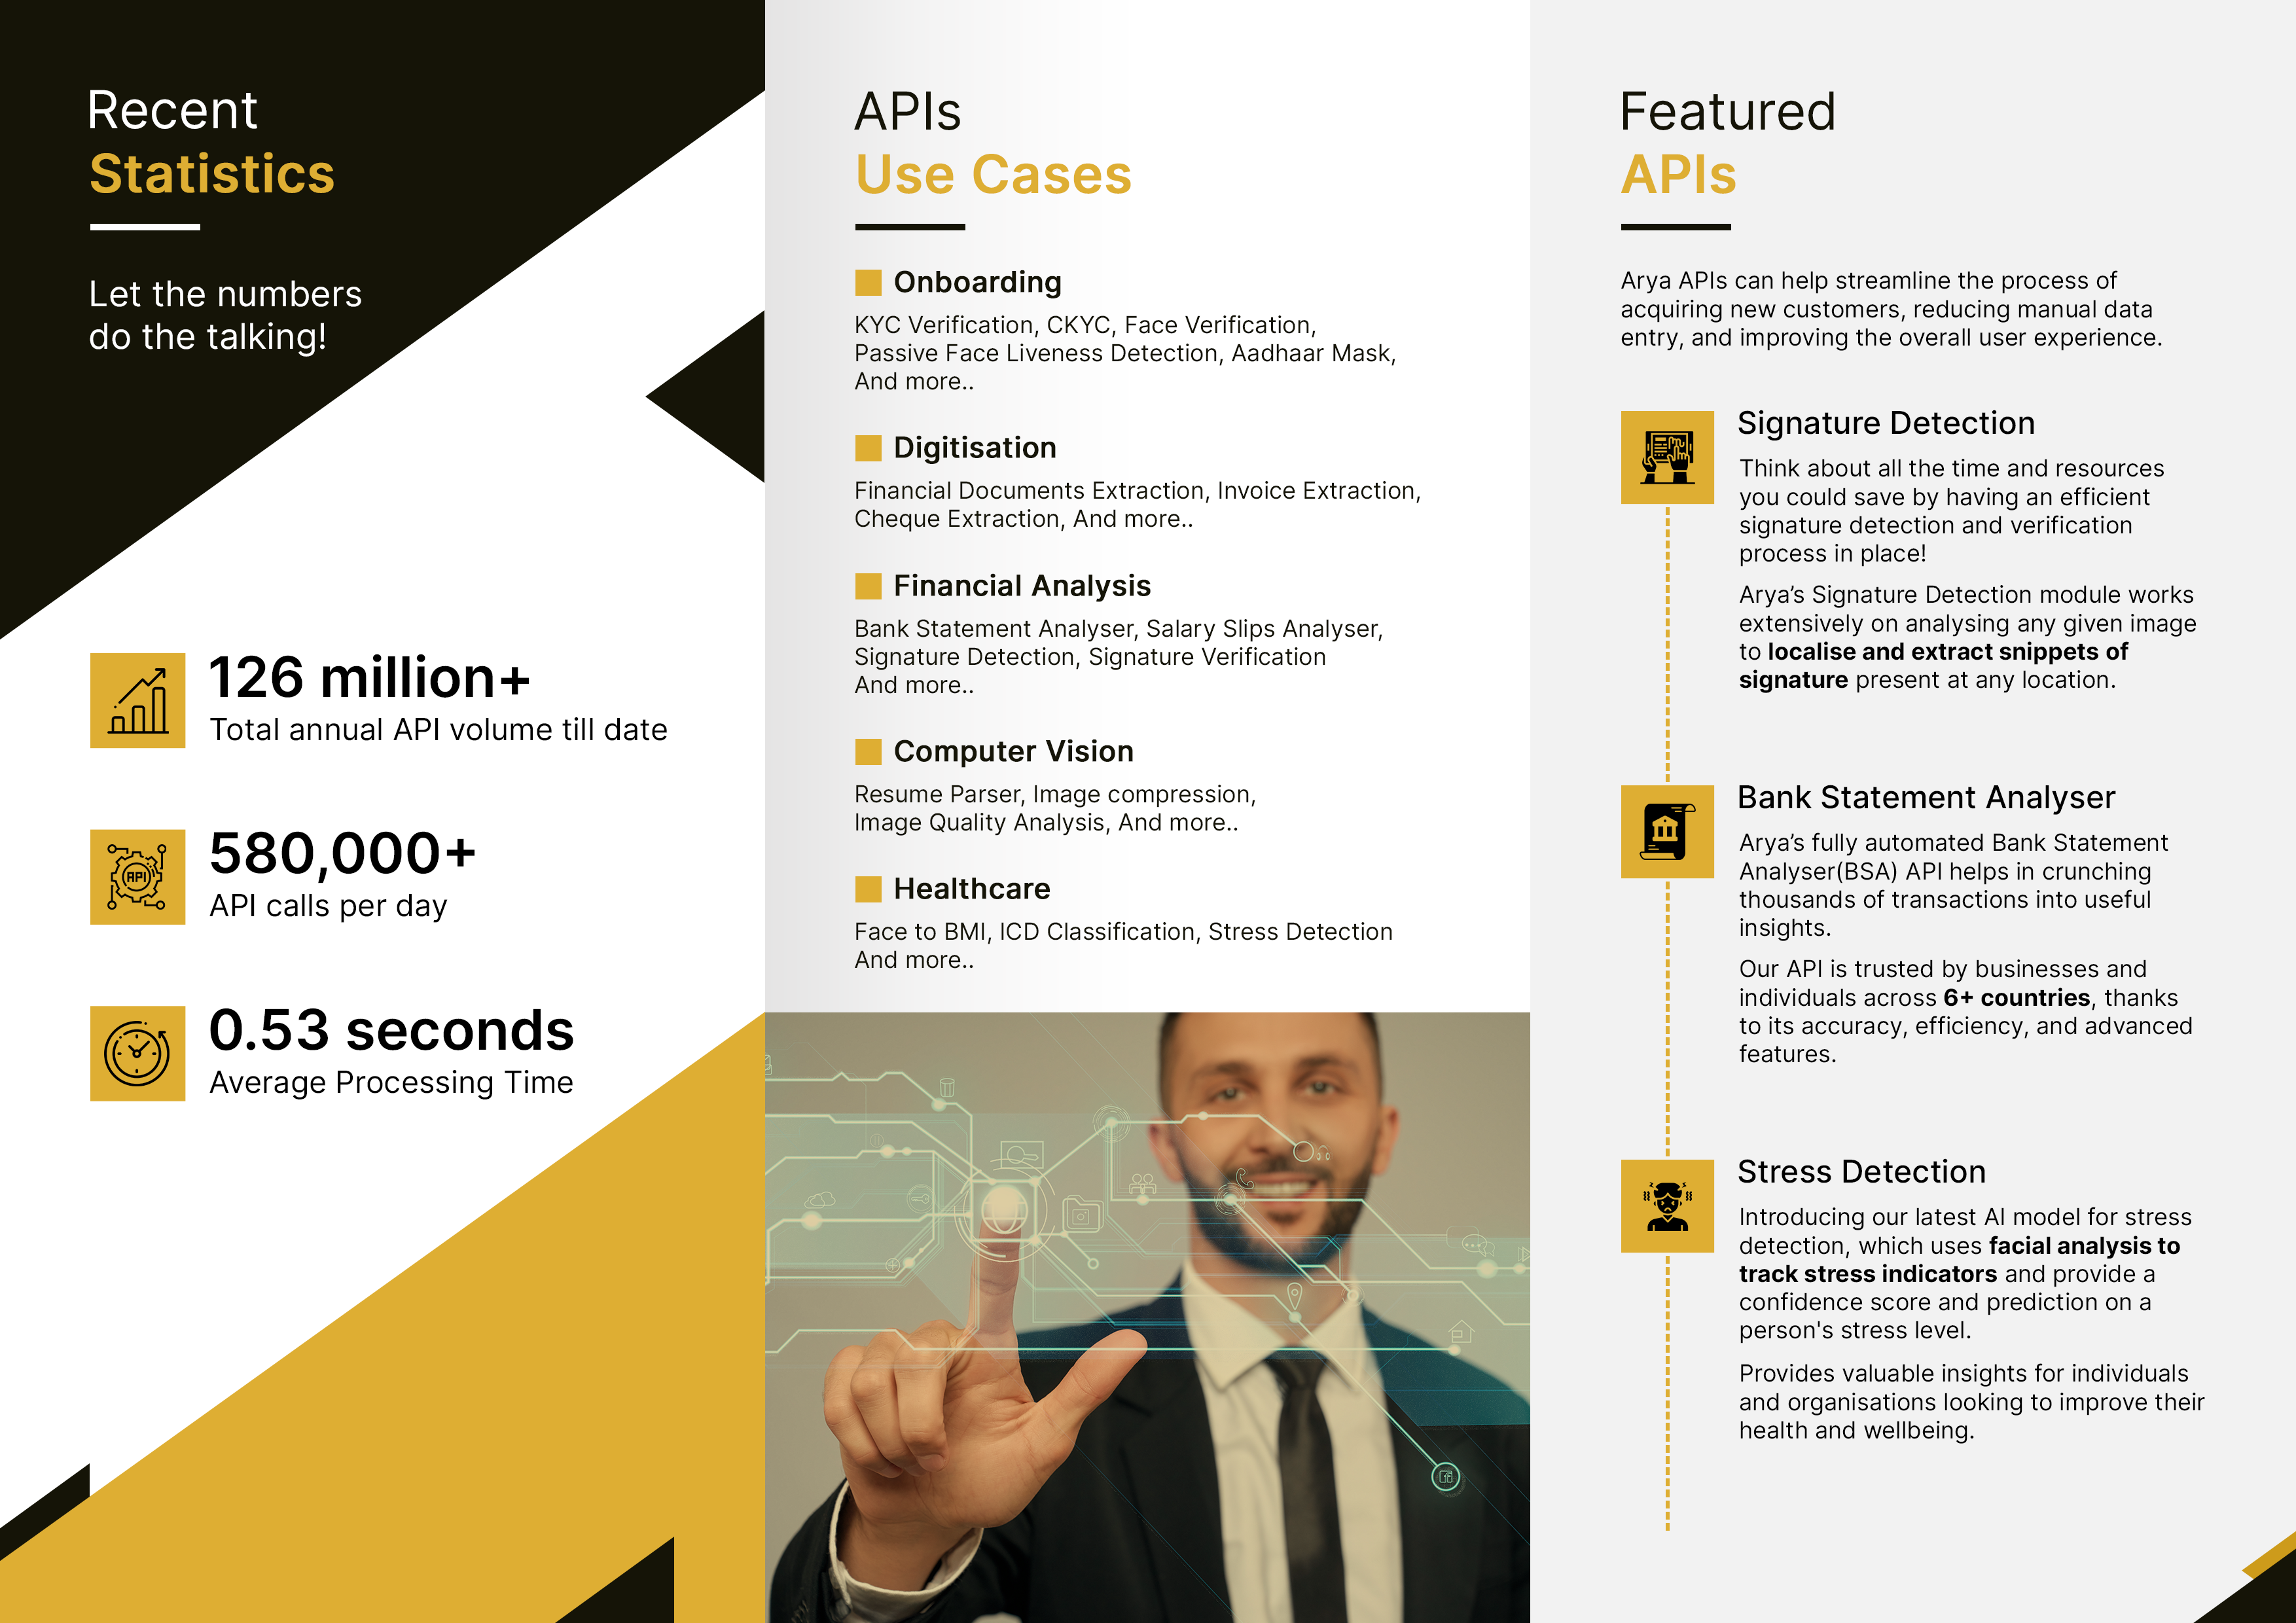 Recent
Statistics
Let the numbers
do the talking!
126 million+
Total annual API volume till date
API
580,000+
API calls per day
0.53 seconds
Average Processing Time
APIs
Use Cases
Onboarding
KYC Verification, CKYC, Face Verification,
Passive Face Liveness Detection, Aadhaar Mask,
And more..
Digitisation
Financial Documents Extraction, Invoice Extraction,
Cheque Extraction, And more..
Financial Analysis
Bank Statement Analyser, Salary Slips Analyser,
Signature Detection, Signature Verification
And more..
Computer Vision
Resume Parser, Image compression,
Image Quality Analysis, And more..
Healthcare
Face to BMI, ICD Classification, Stress Detection
And more..
Featured
APIs
Arya APIs can help streamline the process of
acquiring new customers, reducing manual data
entry, and improving the overall user experience.
Signature Detection
Think about all the time and resources
you could save by having an efficient
signature detection and verification
process in place!
Arya’s Signature Detection module works
extensively on analysing any given image
to localise and extract snippets of
signature present at any location.
Bank Statement Analyser
Arya’s fully automated Bank Statement
Analyser(BSA) API helps in crunching
thousands of transactions into useful
insights.
Our API is trusted by businesses and
individuals across 6+ countries, thanks
to its accuracy, efficiency, and advanced
features.
Stress Detection
Introducing our latest AI model for stress
detection, which uses facial analysis to
track stress indicators and provide a
confidence score and prediction on a
person's stress level.
Provides valuable insights for individuals
and organisations looking to improve their
health and wellbeing.